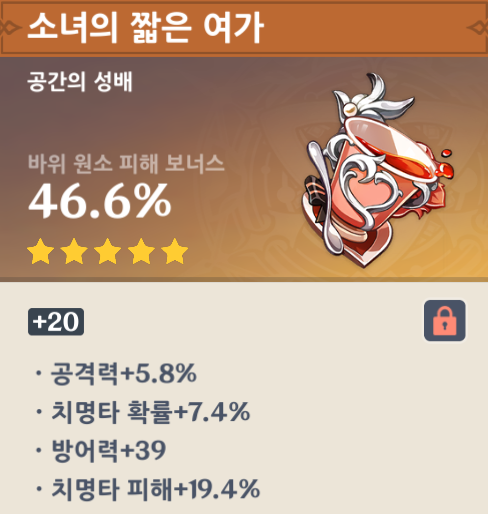 소녀의 짧은 여가
공간의 성배
바위 원소 피해 보너스
46.6%
+20
· 공격력+5.8%
· 치명타 확률+7.4%
· 방어력+39
· 치명타 피해+19.4%